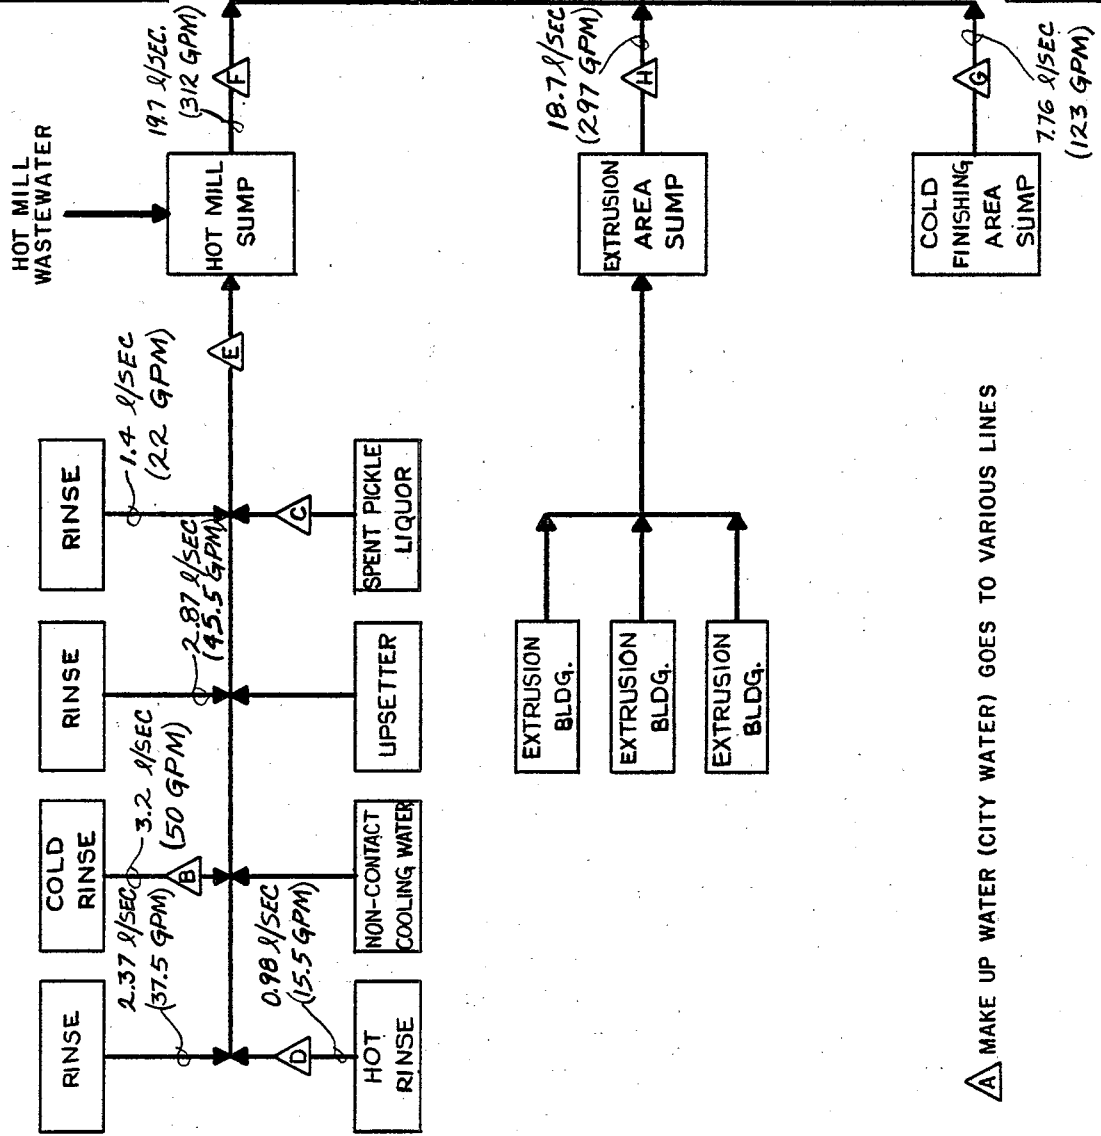 RINSE
COLD
RINSE
RINSE
RINSE
HOT MILL
WASTEWATER
2.37 l/SEC
(37.5 GPM)
3.2 l/SEC
(50 GPM)
2.87 l/SEC
(45.5 GPM)
1.4 l/SEC
(22 GPM)
19.7 l/SEC.
(312 GPM)
B
E
HOT MILL
SUMP
F
D
0.98 l/SEC
(15.5 GPM)
C
HOT
RINSE
NON-CONTACT
COOLING WATER
UPSETTER
SPENT PICKLE
LIQUOR
EXTRUSION
BLDG.
EXTRUSION
BLDG.
EXTRUSION
BLDG.
EXTRUSION
AREA
SUMP
18.7 l/SEC
(297 GPM)
H
COLD
FINISHING
AREA
SUMP
G
7.76 l/SEC
(123 GPM)
A MAKE UP WATER (CITY WATER) GOES TO VARIOUS LINES